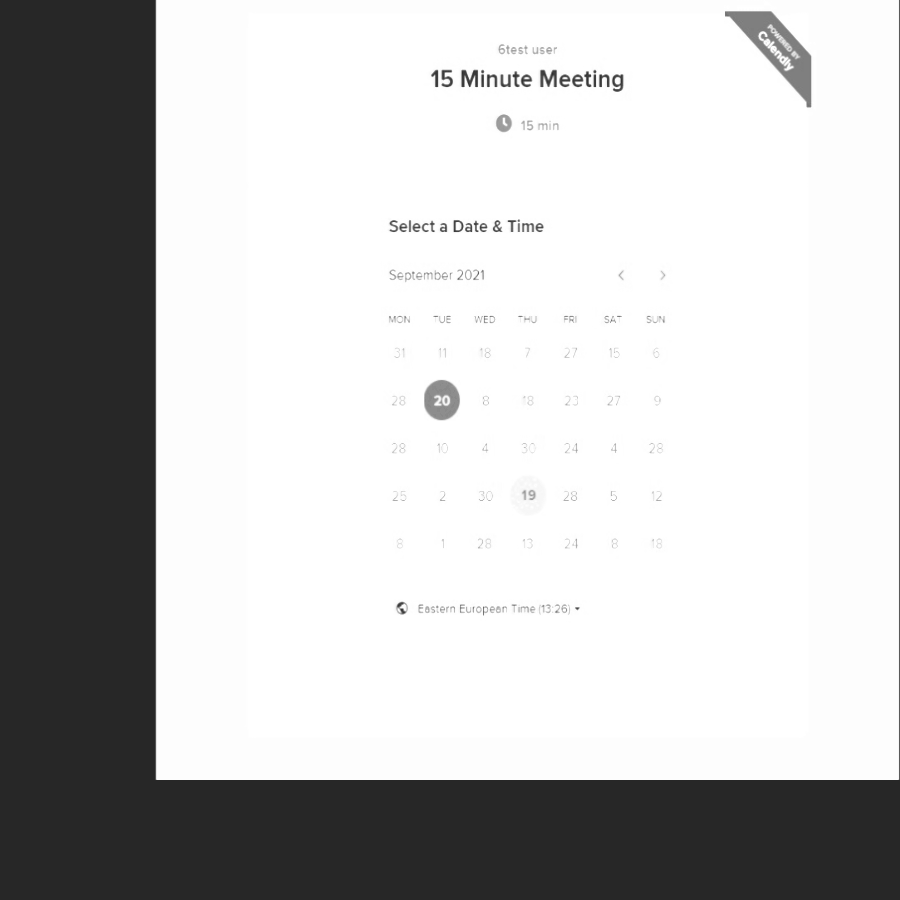 POWERED BY
Calendly
6test user
15 Minute Meeting
15 min
Select a Date & Time
September 2021
MON TUE WED THU FRI SAT SUN
31 11 18 7 27 15 6
28 20 8 18 23 27 9
28 10 4 30 24 4 28
25 2 30 19 28 5 12
8 1 28 13 24 8 18
Eastern European Time (13:26)